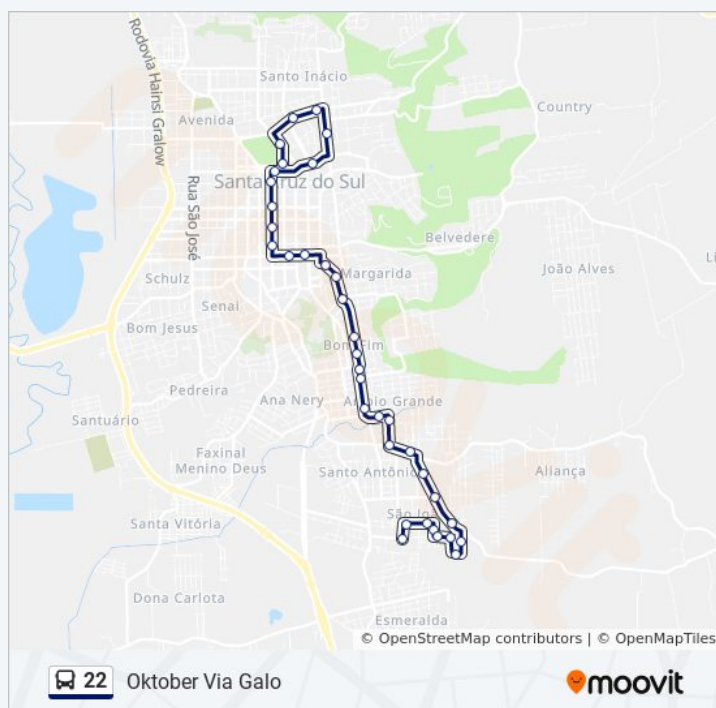 Rodovia Hainsi Gralow
Santo Inácio
Country
Avenida
Santa Cruz do Sul
Rua São José
Belvedere
Margarida
João Alves
Schulz
Senai
Bom Jesus
Bom Fim
Pedreira
Ana Nery
Arroio Grande
Santuário
Faxinal
Menino Deus
Santo Antônio
Aliança
Santa Vitória
São João
Dona Carlota
Esmeralda
© OpenStreetMap contributors | © OpenMapTiles
22 Oktober Via Galo
moovit